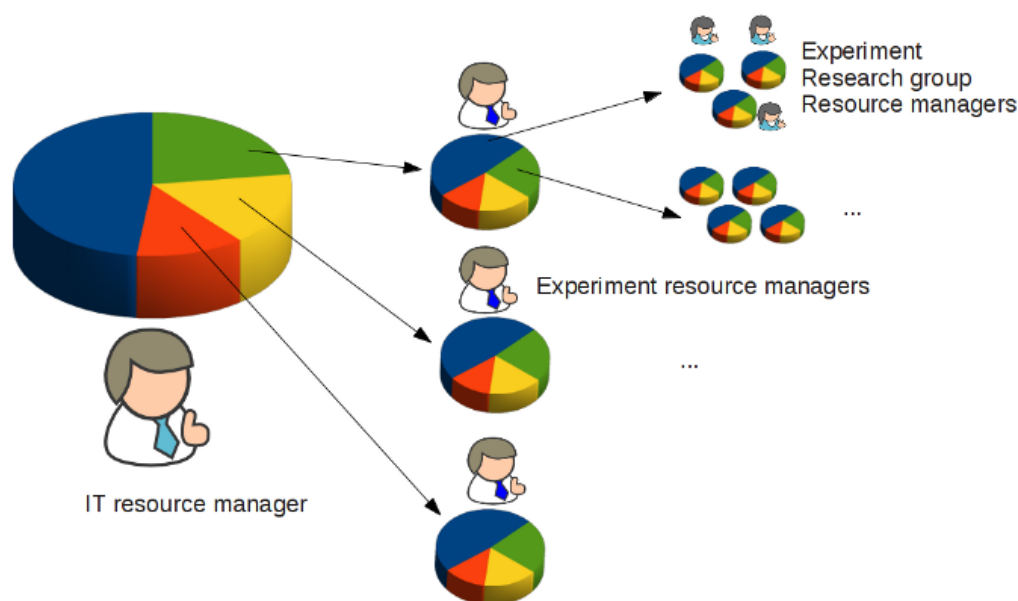 Experiment
Research group
Resource managers
...
Experiment resource managers
...
IT resource manager